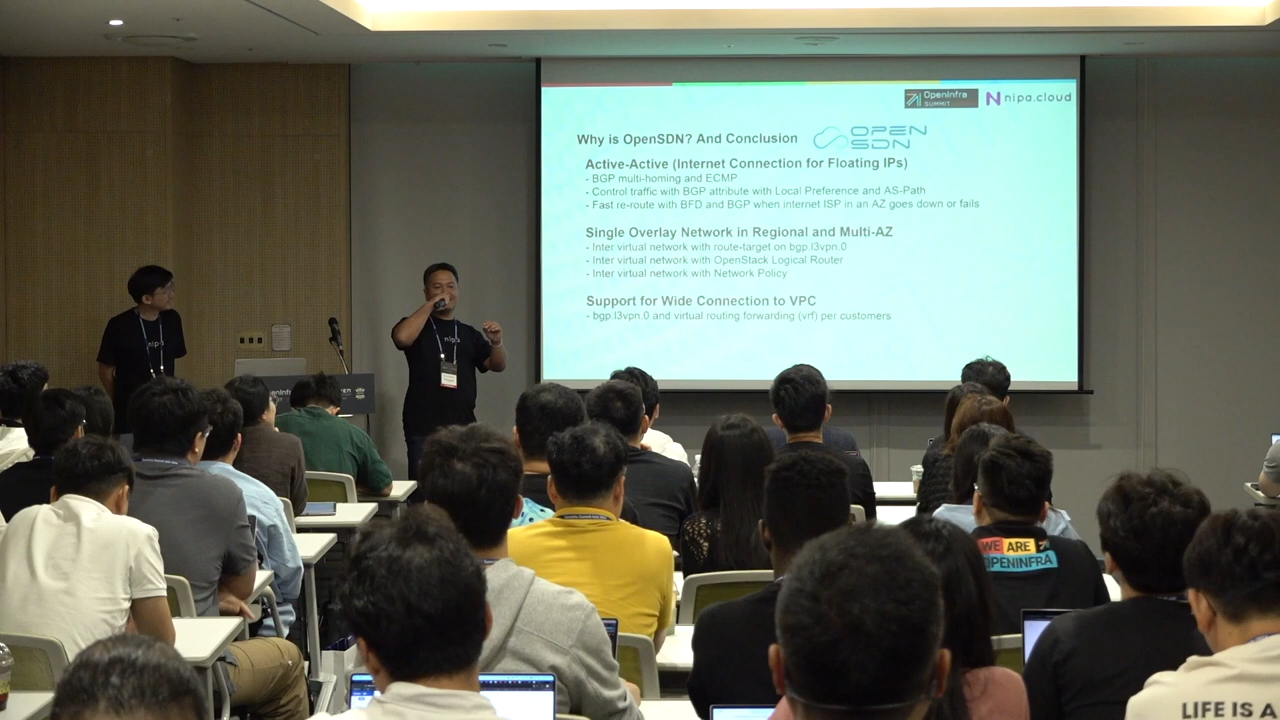 OpenInfra
SUMMIT
nipa.cloud
Why is OpenSDN? And Conclusion
OPEN
SDN
Active-Active (Internet Connection for Floating IPs)
- BGP multi-homing and ECMP
- Control traffic with BGP attribute with Local Preference and AS-Path
- Fast re-route with BFD and BGP when internet ISP in an AZ goes down or fails
Single Overlay Network in Regional and Multi-AZ
- Inter virtual network with route-target on bgp.l3vpn.0
- Inter virtual network with OpenStack Logical Router
- Inter virtual network with Network Policy
Support for Wide Connection to VPC
- bgp.l3vpn.0 and virtual routing forwarding (vrf) per customers
nipa
WE ARE
OPENINFRA
LIFE IS A